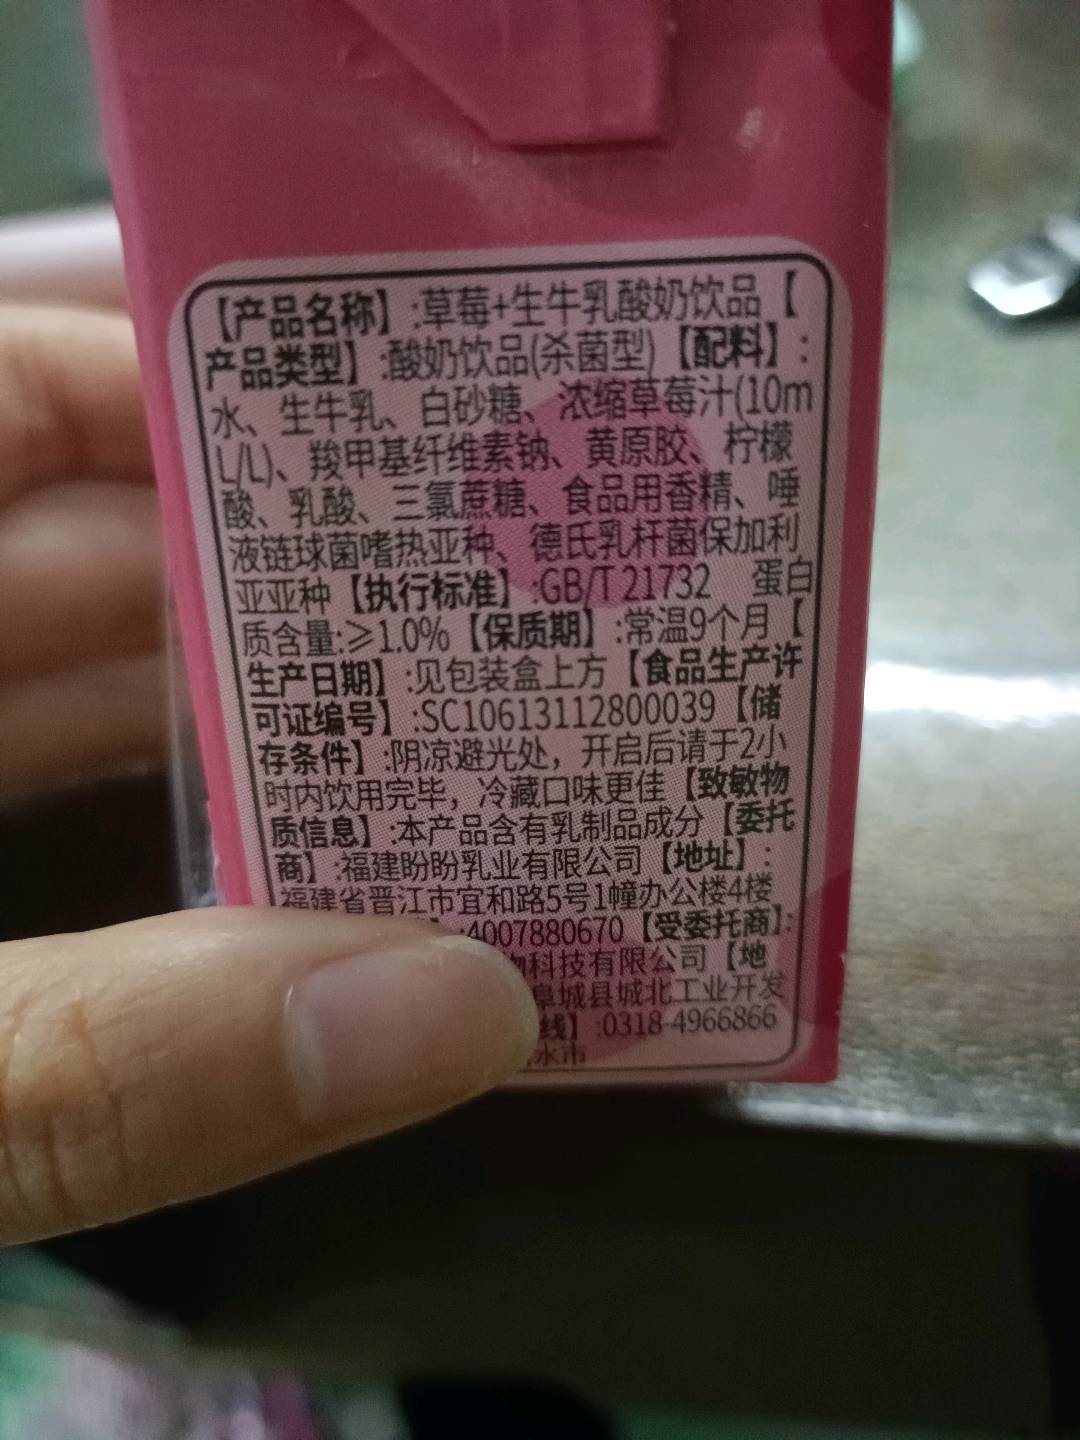 【产品名称】:草莓+生牛乳酸奶饮品【
产品类型】:酸奶饮品(杀菌型)【配料】:
水、生牛乳、白砂糖、浓缩草莓汁(10m
L/L)、羧甲基纤维素钠、黄原胶、柠檬
酸、乳酸、三氯蔗糖、食品用香精、唾
液链球菌嗜热亚种、德氏乳杆菌保加利
亚亚种【执行标准】:GB/T 21732 蛋白
质含量:≥1.0%【保质期】:常温9个月【
生产日期】:见包装盒上方【食品生产许
可证编号】:SC10613112800039【储
存条件】:阴凉避光处，开启后请于2小
时内饮用完毕，冷藏口味更佳【致敏物
质信息】:本产品含有乳制品成分【委托
商】:福建盼盼乳业有限公司【地址】:
福建省晋江市宜和路5号1幢办公楼4楼
】:4007880670【受委托商】:
物科技有限公司【地
阜城县城北工业开发
线】:0318-4966866
水市